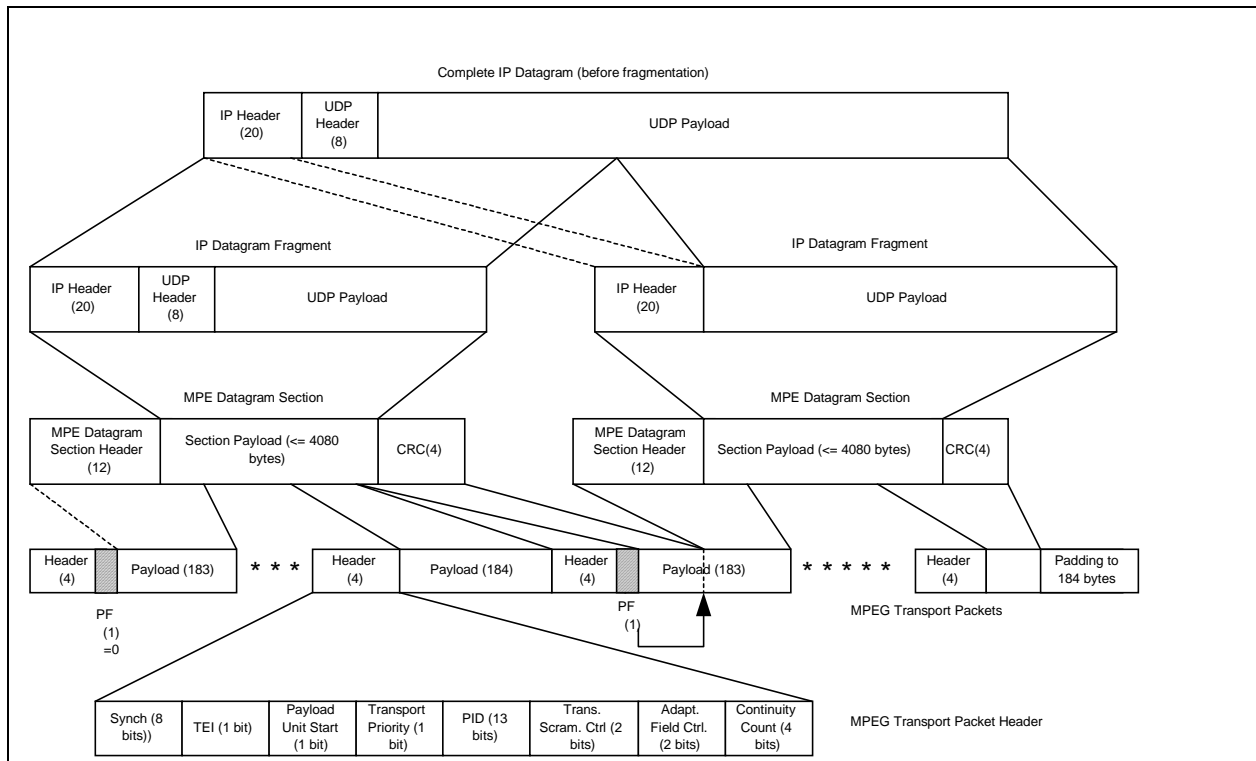 Complete IP Datagram (before fragmentation)
IP Header
(20)
UDP
Header
(8)
UDP Payload
IP Datagram Fragment
IP Datagram Fragment
IP Header
(20)
UDP
Header
(8)
UDP Payload
IP Header
(20)
UDP Payload
MPE Datagram Section
MPE Datagram Section
MPE Datagram
Section Header
(12)
Section Payload (<= 4080
bytes)
CRC(4)
MPE Datagram
Section Header
(12)
Section Payload (<= 4080 bytes)
CRC(4)
Header
(4)
Payload (183)
* * *
Header
(4)
Payload (184)
Header
(4)
Payload (183)
* * * * *
Header
(4)
Padding to
184 bytes
PF
(1)
=0
PF
(1)
MPEG Transport Packets
Synch (8
bits))
TEI (1 bit)
Payload
Unit Start
(1 bit)
Transport
Priority (1
bit)
PID (13
bits)
Trans.
Scram. Ctrl (2
bits)
Adapt.
Field Ctrl.
(2 bits)
Continuity
Count (4
bits)
MPEG Transport Packet Header